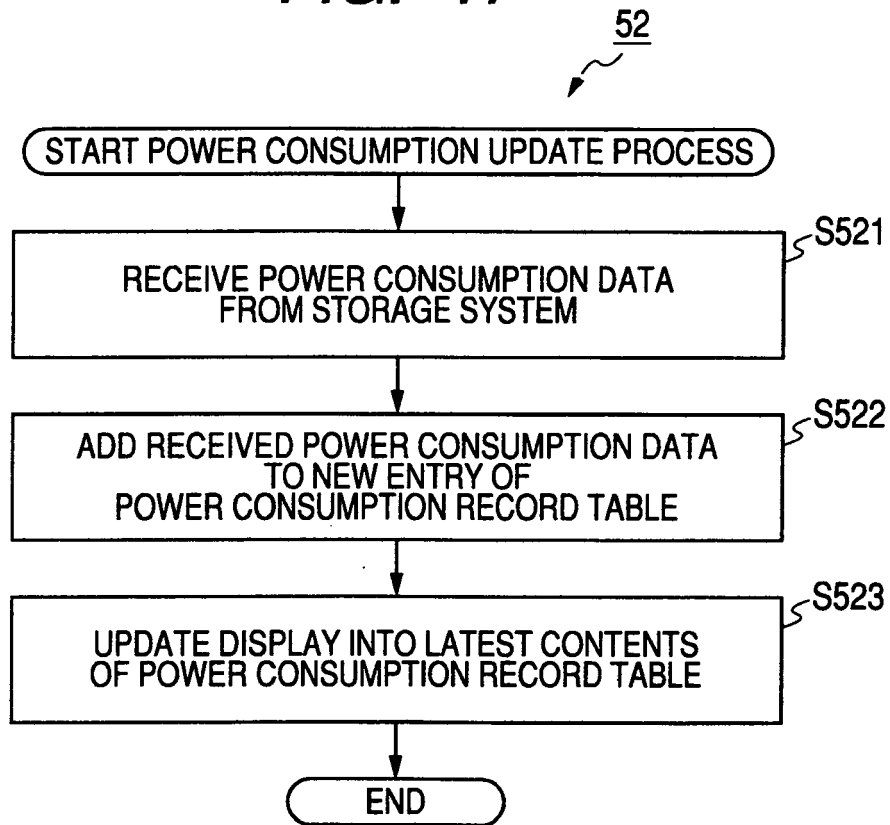 52
START POWER CONSUMPTION UPDATE PROCESS
S521
RECEIVE POWER CONSUMPTION DATA
FROM STORAGE SYSTEM
S522
ADD RECEIVED POWER CONSUMPTION DATA
TO NEW ENTRY OF
POWER CONSUMPTION RECORD TABLE
S523
UPDATE DISPLAY INTO LATEST CONTENTS
OF POWER CONSUMPTION RECORD TABLE
END